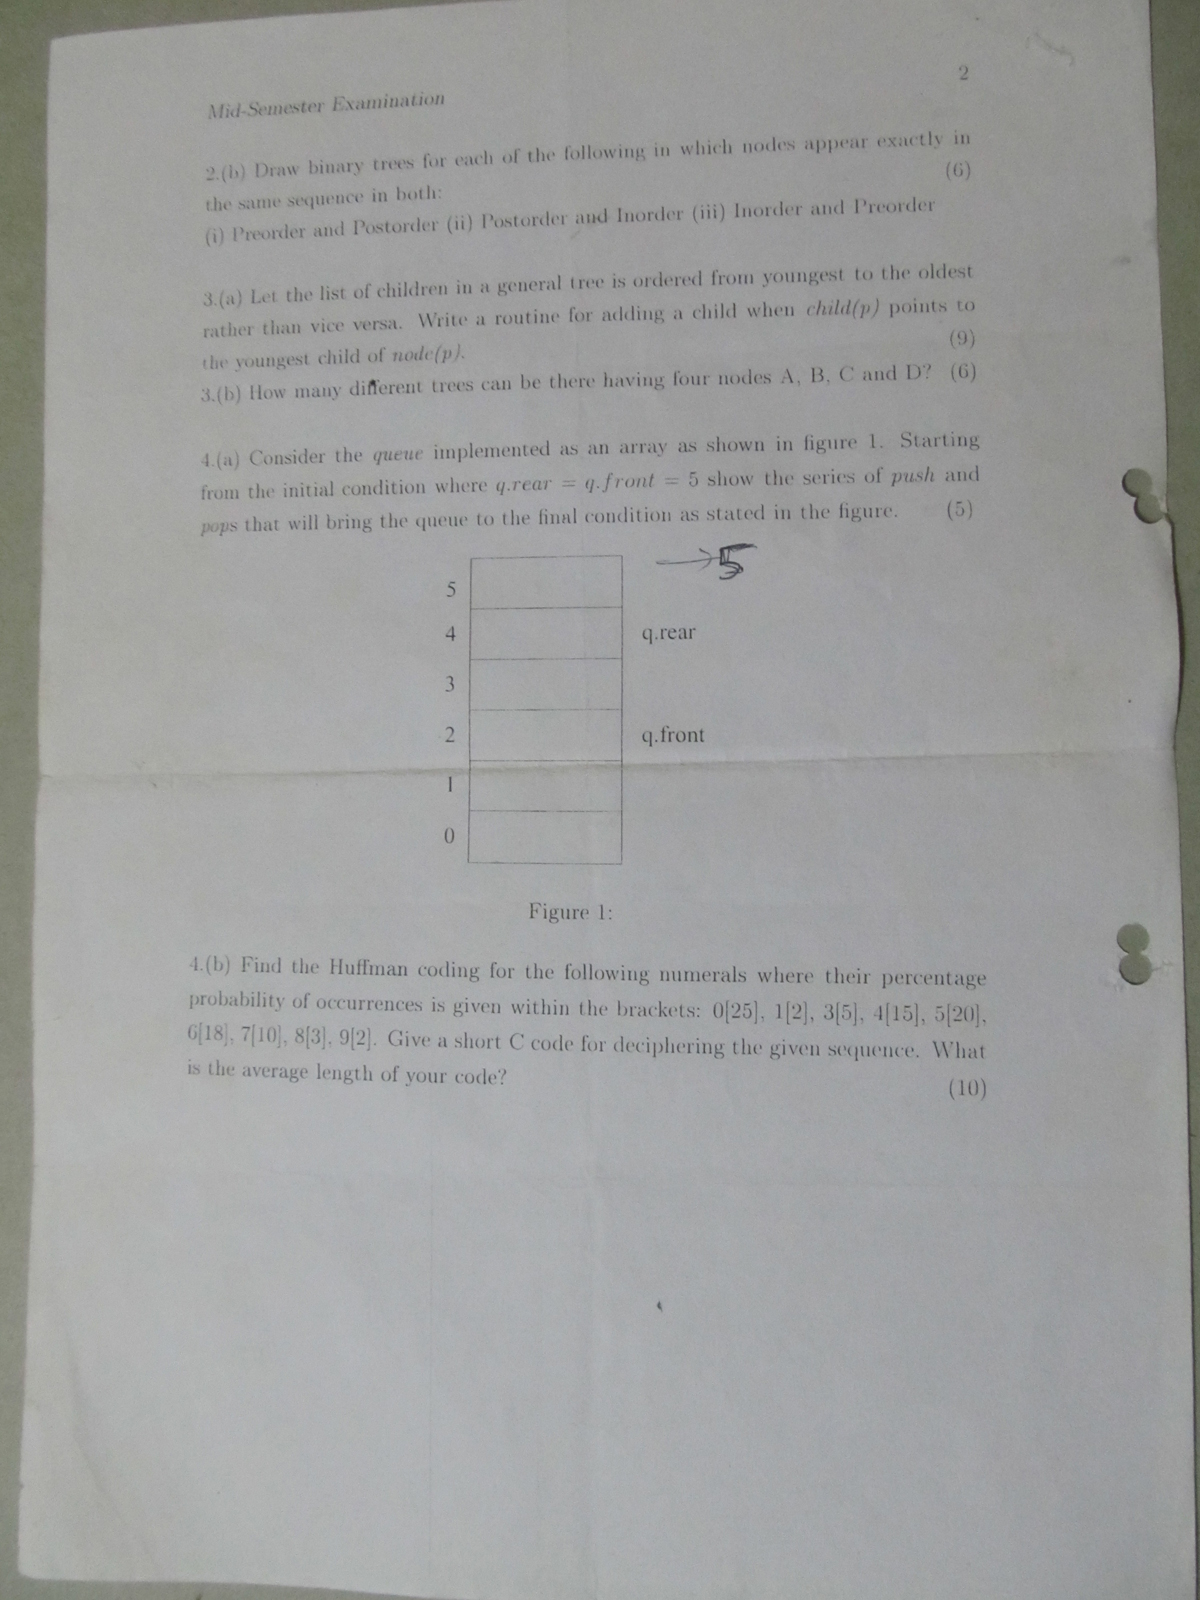 2
Mid-Semester Examination
2.(b) Draw binary trees for each of the following in which nodes appear exactly in
the same sequence in both: (6)
(i) Preorder and Postorder (ii) Postorder and Inorder (iii) Inorder and Preorder
3.(a) Let the list of children in a general tree is ordered from youngest to the oldest
rather than vice versa. Write a routine for adding a child when child(p) points to
the youngest child of node(p). (9)
3.(b) How many different trees can be there having four nodes A, B, C and D? (6)
4.(a) Consider the queue implemented as an array as shown in figure 1. Starting
from the initial condition where q.rear = q.front = 5 show the series of push and
pops that will bring the queue to the final condition as stated in the figure. (5)
→5
5
4 q.rear
3
2 q.front
1
0
Figure 1:
4.(b) Find the Huffman coding for the following numerals where their percentage
probability of occurrences is given within the brackets: 0[25], 1[2], 3[5], 4[15], 5[20],
6[18], 7[10], 8[3], 9[2]. Give a short C code for deciphering the given sequence. What
is the average length of your code? (10)